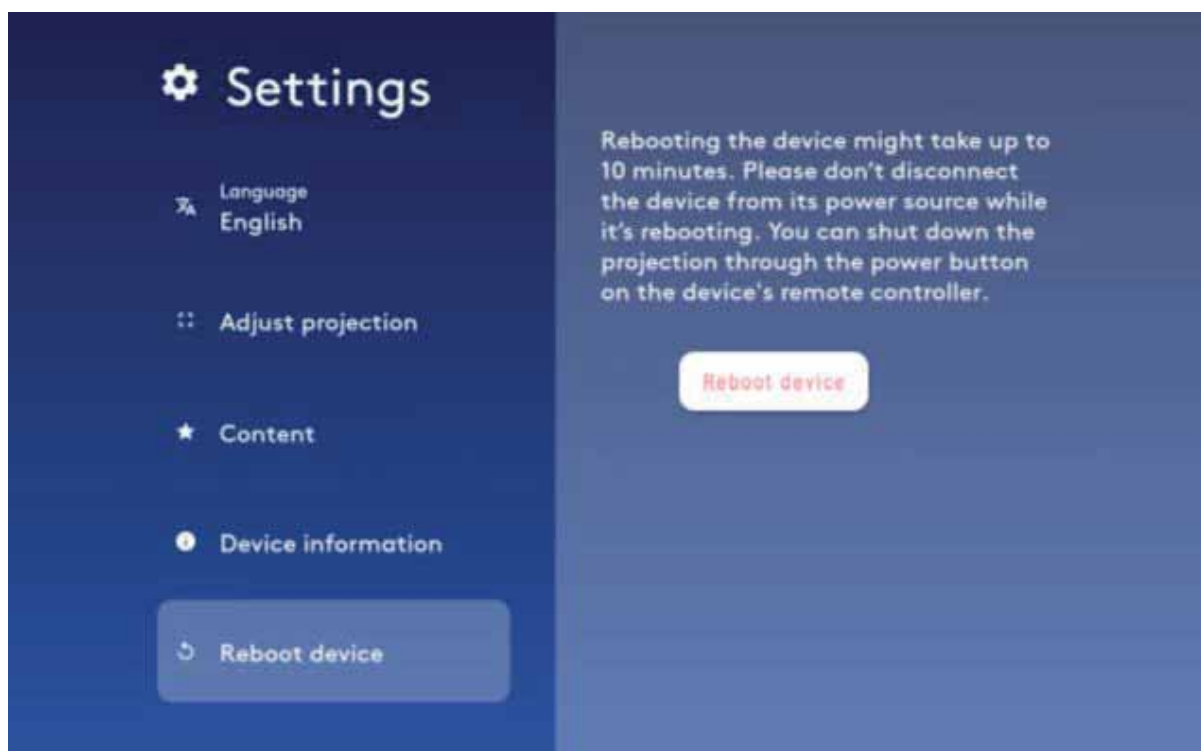 Settings
Language
English
Adjust projection
Content
Device information
Reboot device
Rebooting the device might take up to
10 minutes. Please don't disconnect
the device from its power source while
it's rebooting. You can shut down the
projection through the power button
on the device's remote controller.
Reboot device